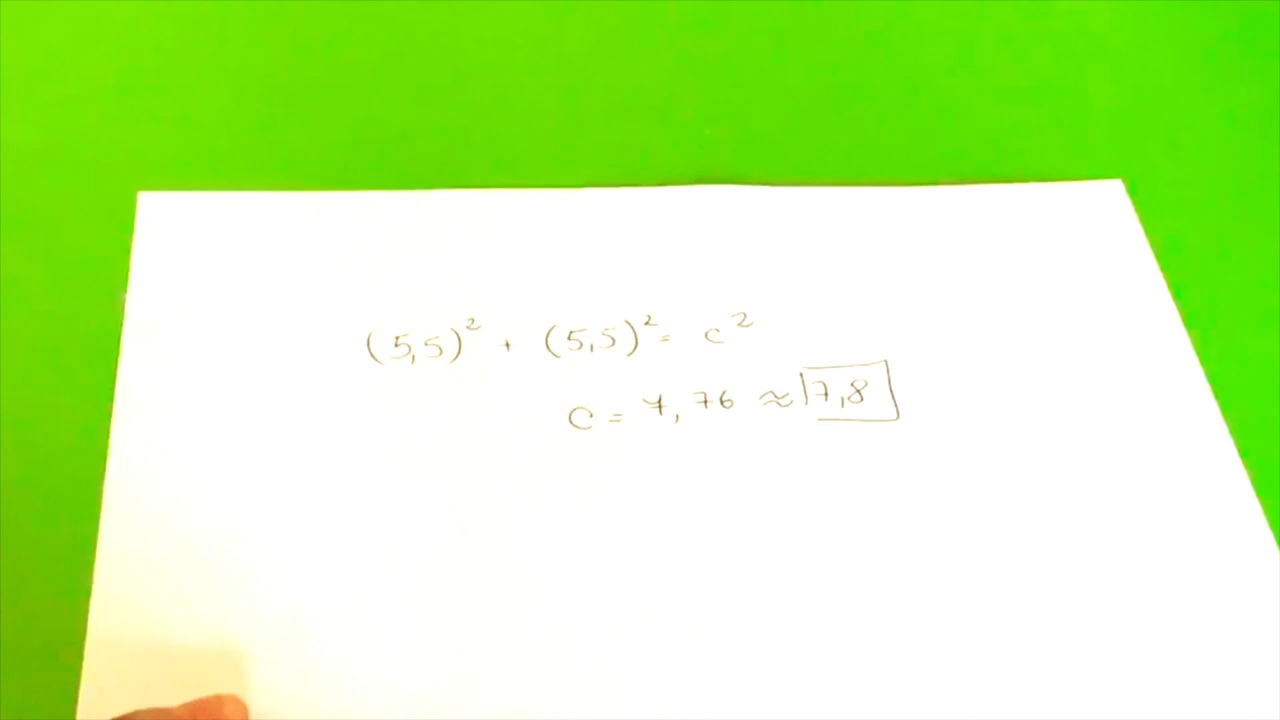 (5,5)² + (5,5)² = c²
c = 7,76 ≈ 7,8